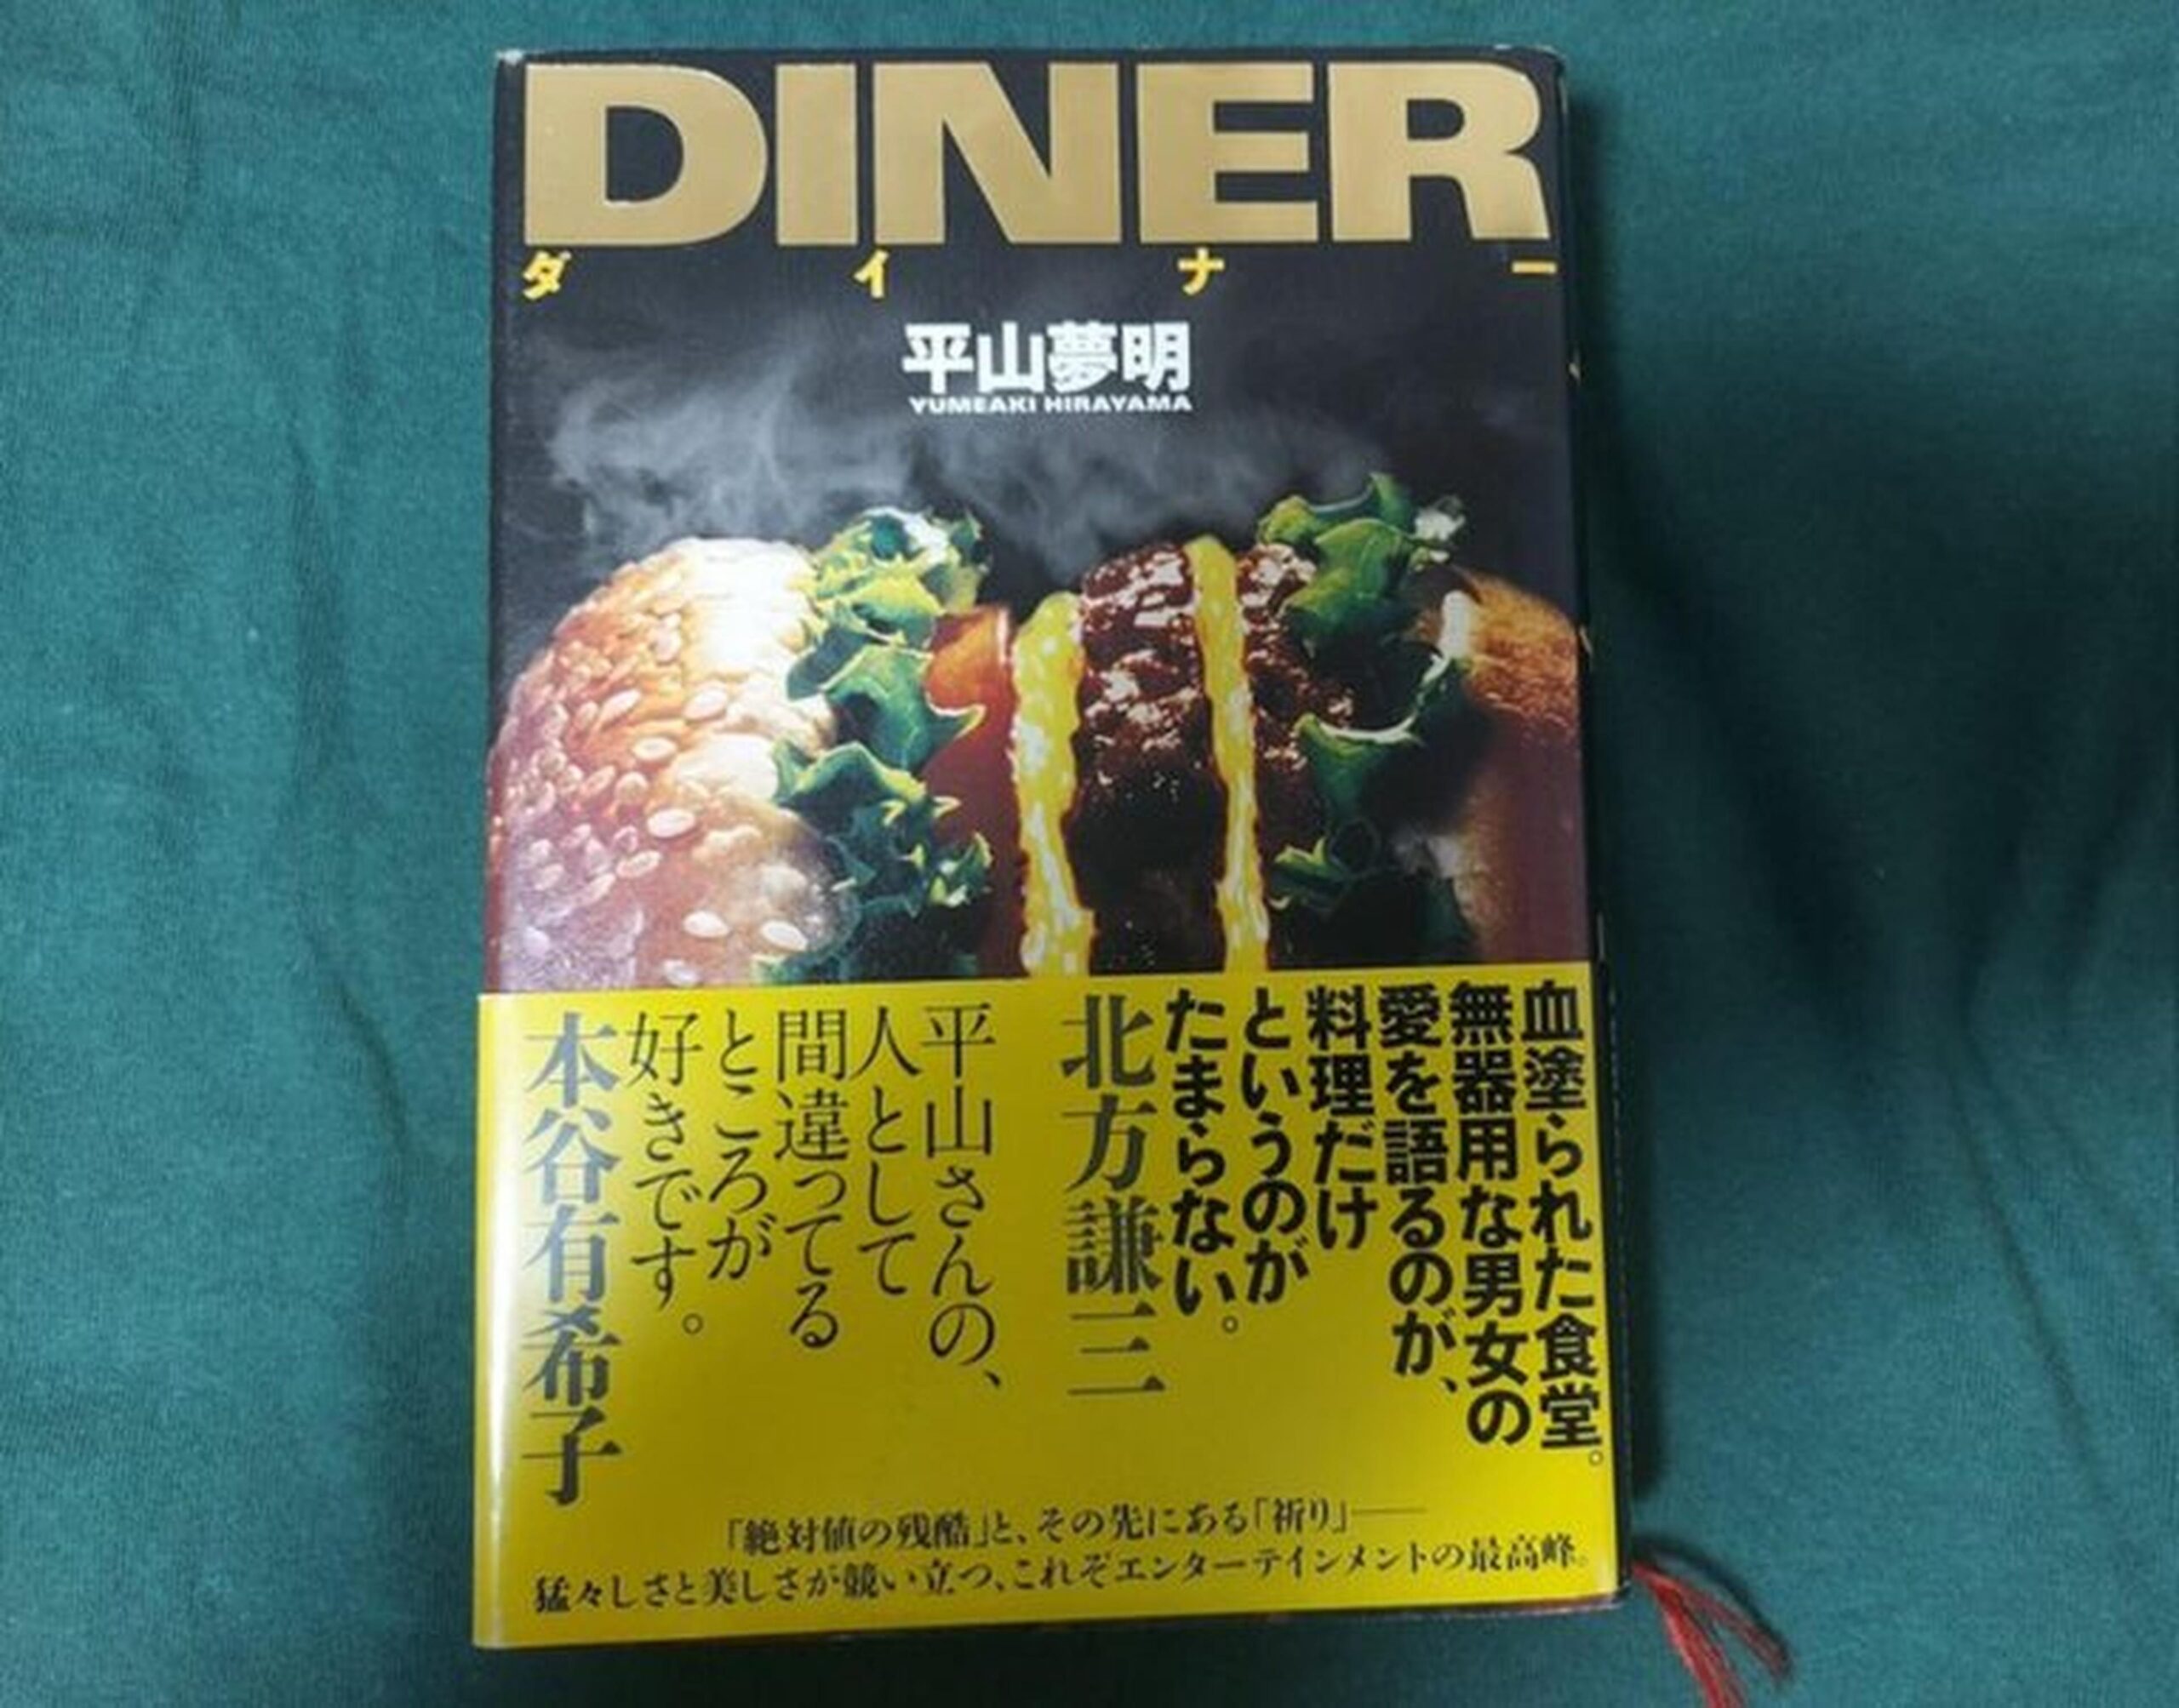 DINER
ダイナー
平山夢明
YUMEAKI HIRAYAMA
血塗られた食堂。
無器用な男女の
愛を語るのが、
料理だけ
というのが
たまらない。
北方謙三
平山さんの、
人として
間違ってる
ところが
好きです。
本谷有希子
「絶対値の残酷」と、その先にある「祈り」――
猛々しさと美しさが競い立つ、これぞエンターテインメントの最高峰。